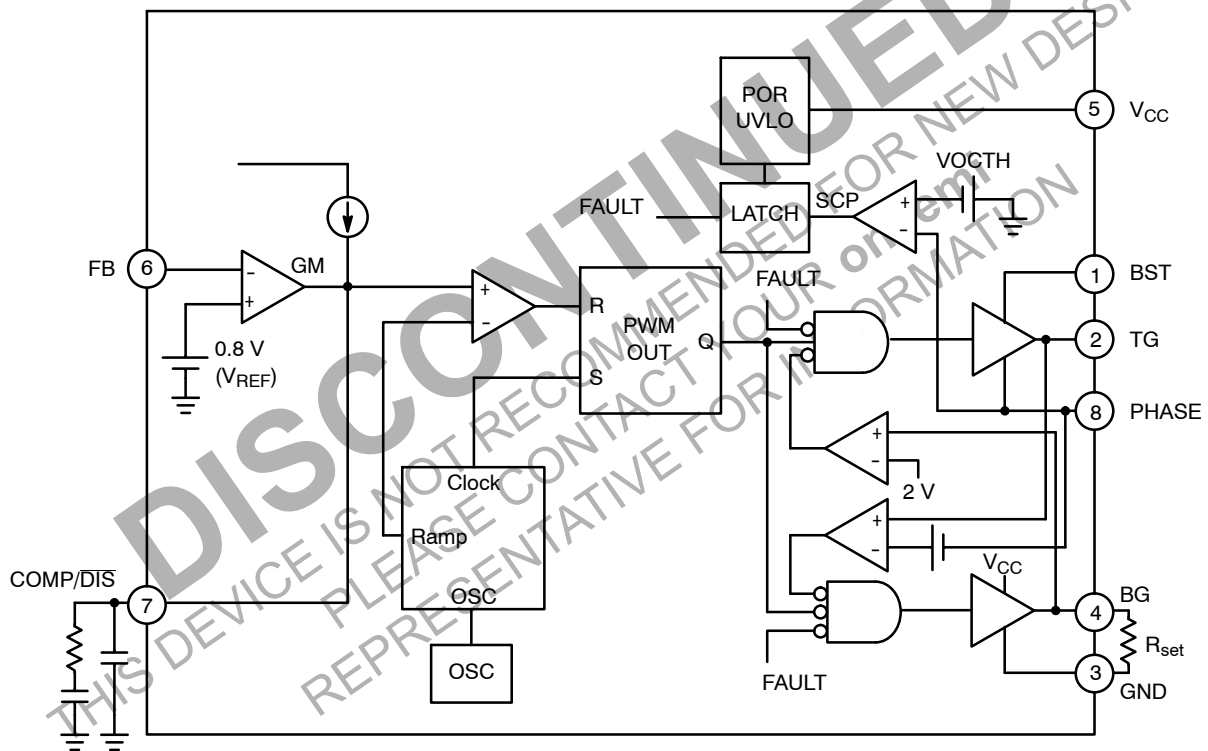 DISCONTINUED
THIS DEVICE IS NOT RECOMMENDED FOR NEW DESI
PLEASE CONTACT YOUR onsemi
REPRESENTATIVE FOR INFORMATION
POR
UVLO
5
VCC
VOCTH
FAULT
LATCH
SCP
+
-
FB
6
-
+
GM
0.8 V
(VREF)
+
-
R
PWM
OUT
Q
S
FAULT
1
BST
2
TG
8
PHASE
+
-
2 V
Clock
Ramp
OSC
+
-
COMP/DIS
7
VCC
BG
4
Rset
3
GND
OSC
FAULT